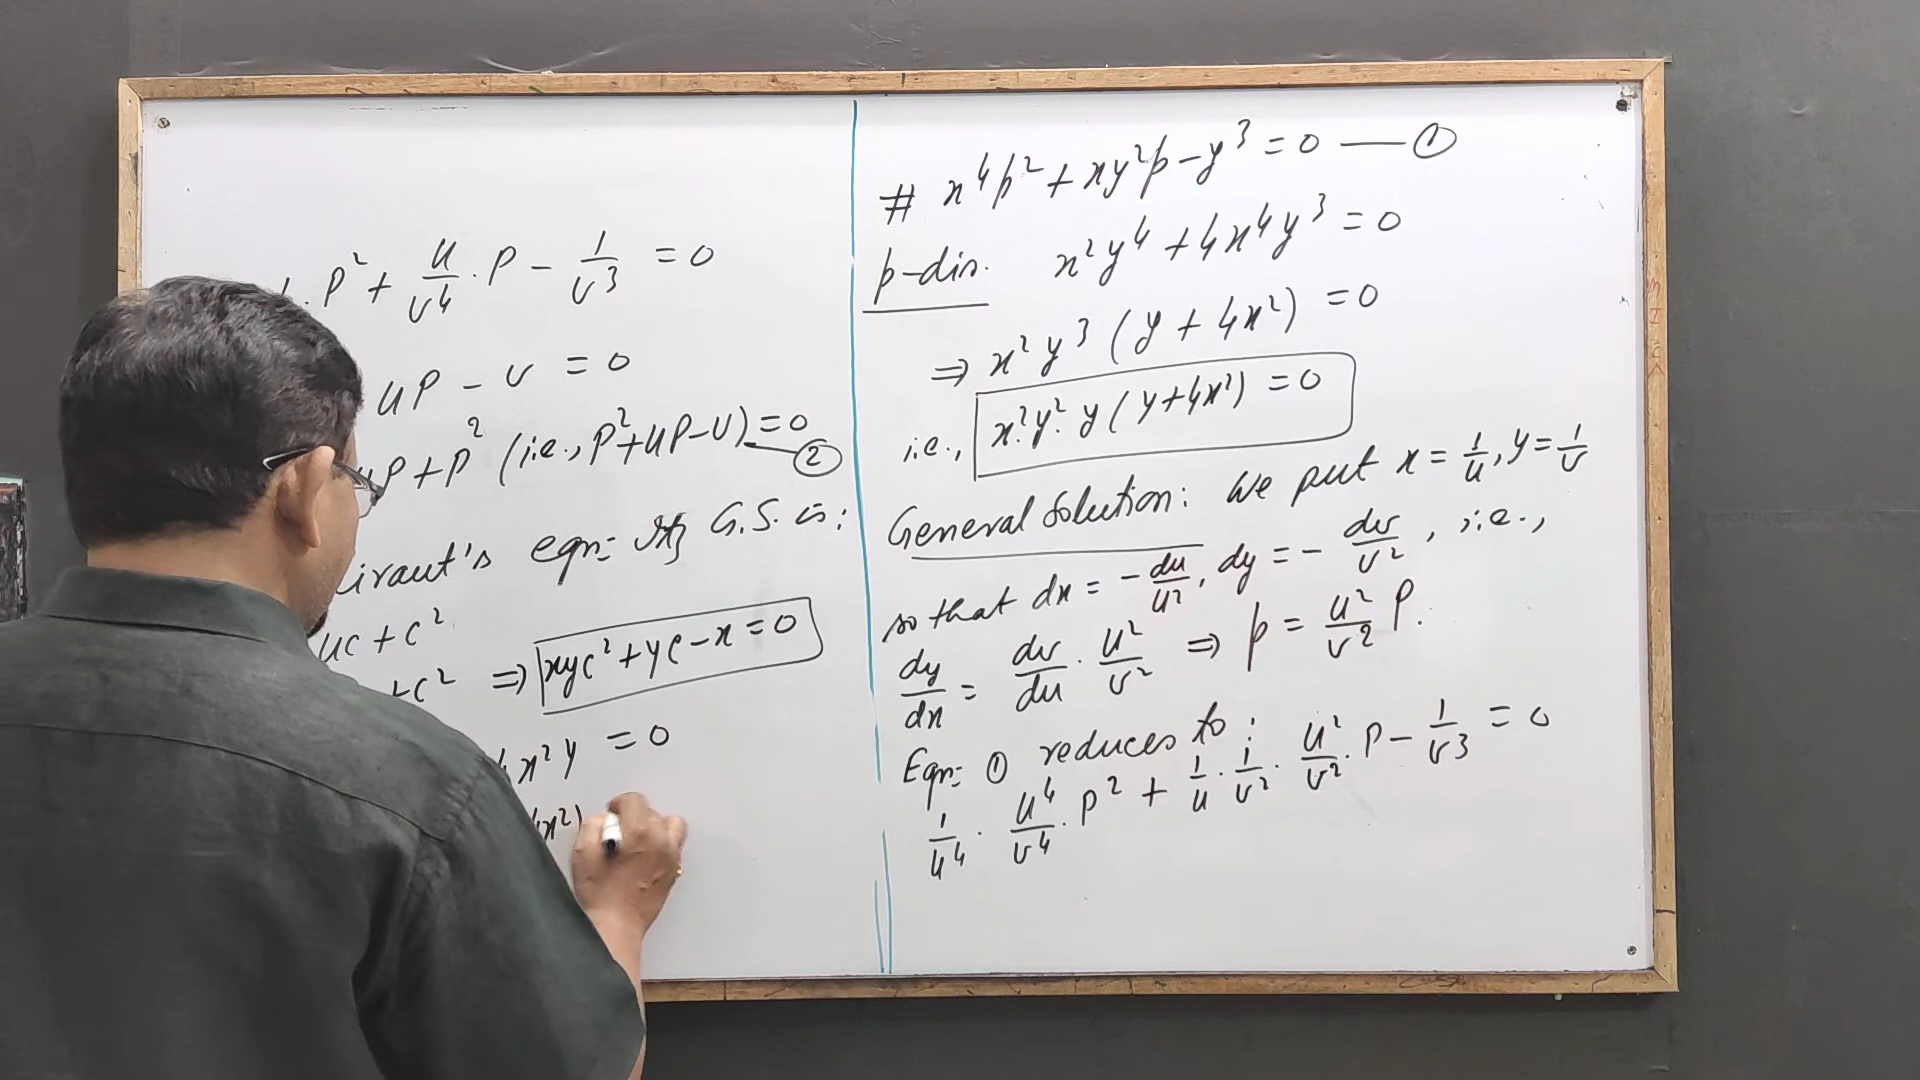 . P² + u/v⁴ . P - 1/v³ = 0
uP - v = 0
P + P² (i.e., P² + uP - v) = 0 — ②
iraut's eqn: Its G.S. is:
uc + c²
+ c² ⇒ xyc² + yc - x = 0
x²y = 0
x²)
# x⁴p² + xy²p - y³ = 0 — ①
p-dis. x²y⁴ + 4x⁴y³ = 0
⇒ x²y³ (y + 4x²) = 0
i.e., x².y².y (y + 4x²) = 0
General Solution: We put x = 1/u, y = 1/v
so that dx = - du/u², dy = - dv/v², i.e.,
dy/dx = dv/du . u²/v² ⇒ p = u²/v² P.
Eqn: ① reduces to:
1/u⁴ . u⁴/v⁴ . P² + 1/u . 1/v² . u²/v² . P - 1/v³ = 0